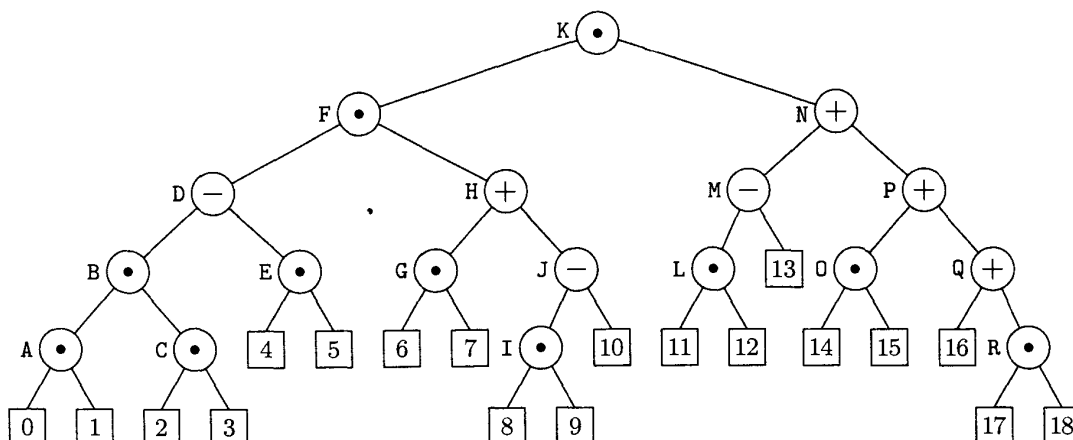 K •
F • N +
D − H + M − P +
B • E • G • J − L • 13 O • Q +
A • C • 4 5 6 7 I • 10 11 12 14 15 16 R •
0 1 2 3 8 9 17 18